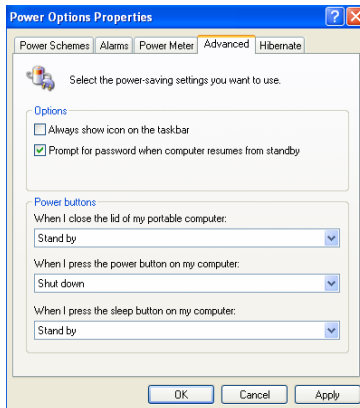 Power Options Properties
Power Schemes Alarms Power Meter Advanced Hibernate
Select the power-saving settings you want to use.
Options
Always show icon on the taskbar
Prompt for password when computer resumes from standby
Power buttons
When I close the lid of my portable computer:
Stand by
When I press the power button on my computer:
Shut down
When I press the sleep button on my computer:
Stand by
OK Cancel Apply